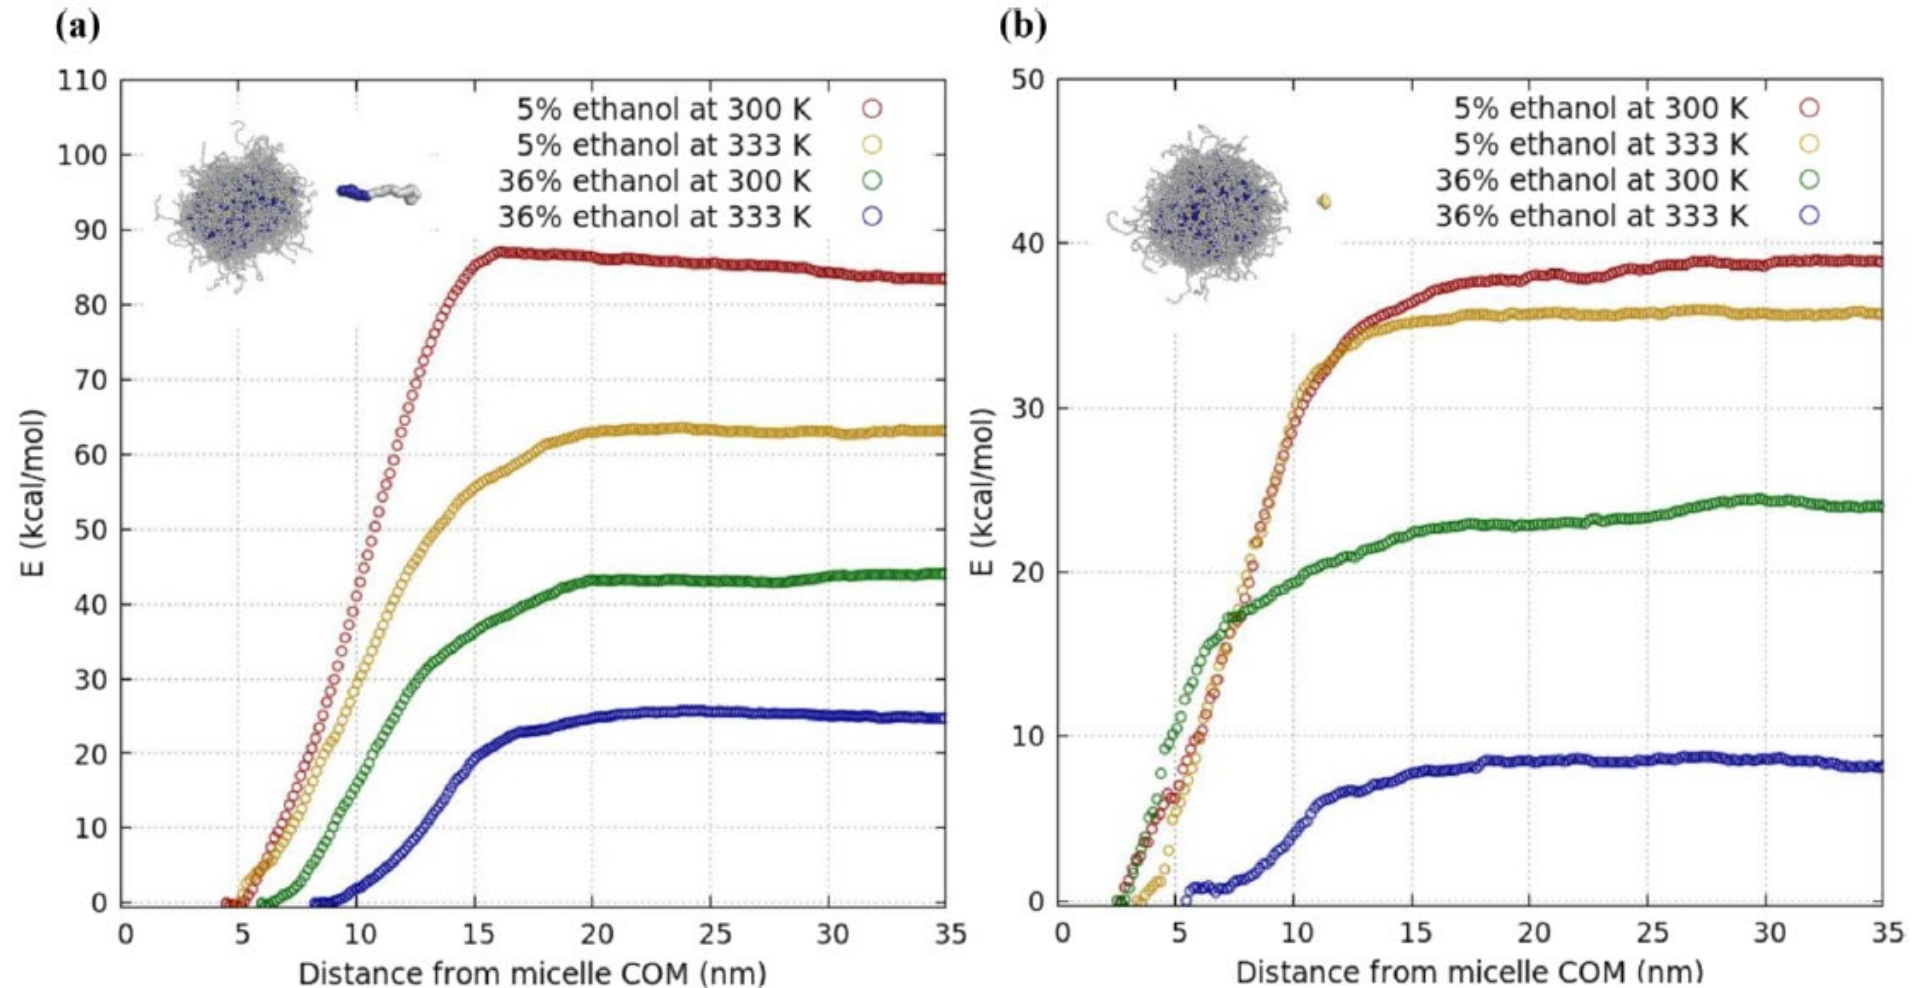 (a)
110
100
90
80
70
60
50
40
30
20
10
0
E (kcal/mol)
5% ethanol at 300 K
5% ethanol at 333 K
36% ethanol at 300 K
36% ethanol at 333 K
0 5 10 15 20 25 30 35
Distance from micelle COM (nm)
(b)
50
40
30
20
10
0
E (kcal/mol)
5% ethanol at 300 K
5% ethanol at 333 K
36% ethanol at 300 K
36% ethanol at 333 K
0 5 10 15 20 25 30 35
Distance from micelle COM (nm)